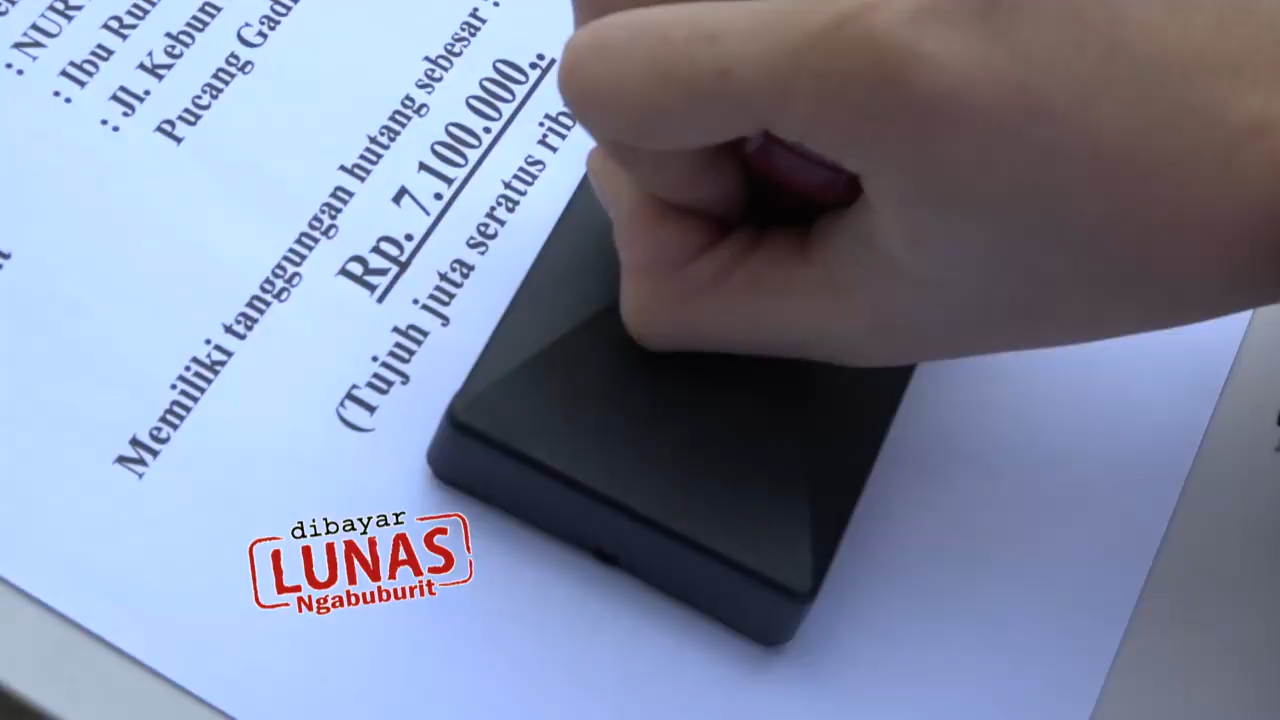 : NUR
: Ibu Ru
: Jl. Kebun
Pucang Gad
Memiliki tanggungan hutang sebesar :
Rp. 7.100.000,.
(Tujuh juta seratus rib
dibayar
LUNAS
Ngabuburit